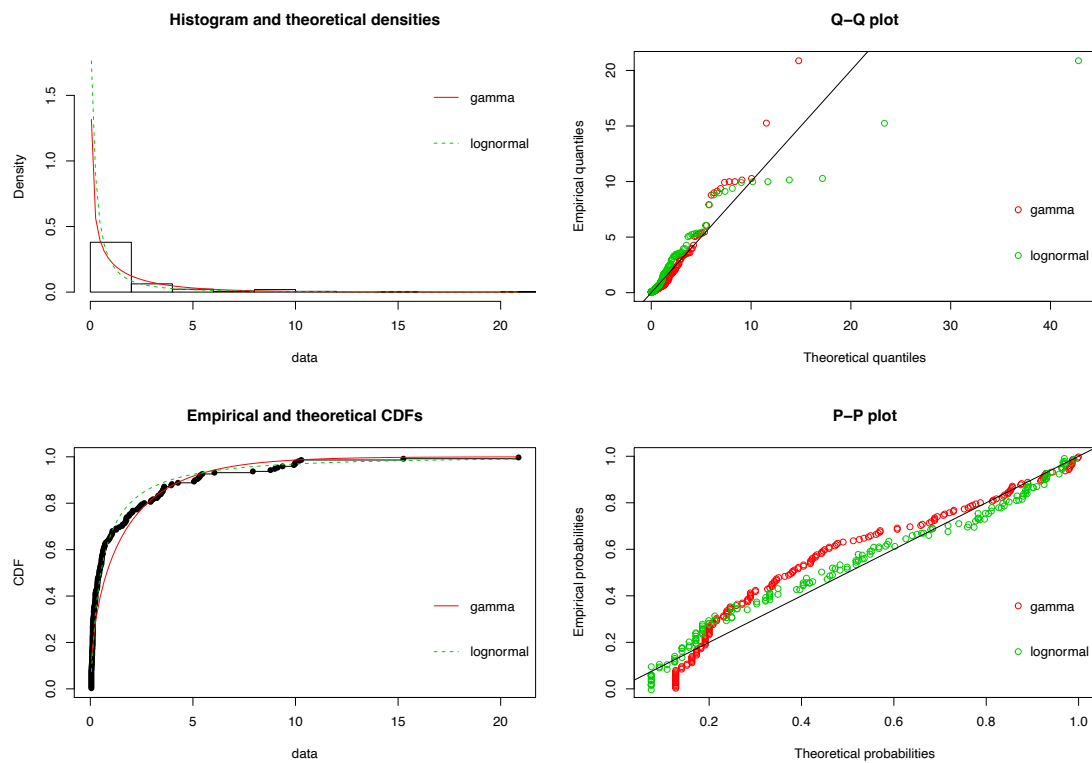 Histogram and theoretical densities
Density
0.0
0.5
1.0
1.5
gamma
lognormal
0 5 10 15 20
data
Q−Q plot
Empirical quantiles
0
5
10
15
20
gamma
lognormal
0 10 20 30 40
Theoretical quantiles
Empirical and theoretical CDFs
CDF
0.0
0.2
0.4
0.6
0.8
1.0
gamma
lognormal
0 5 10 15 20
data
P−P plot
Empirical probabilities
0.0
0.2
0.4
0.6
0.8
1.0
gamma
lognormal
0.2 0.4 0.6 0.8 1.0
Theoretical probabilities